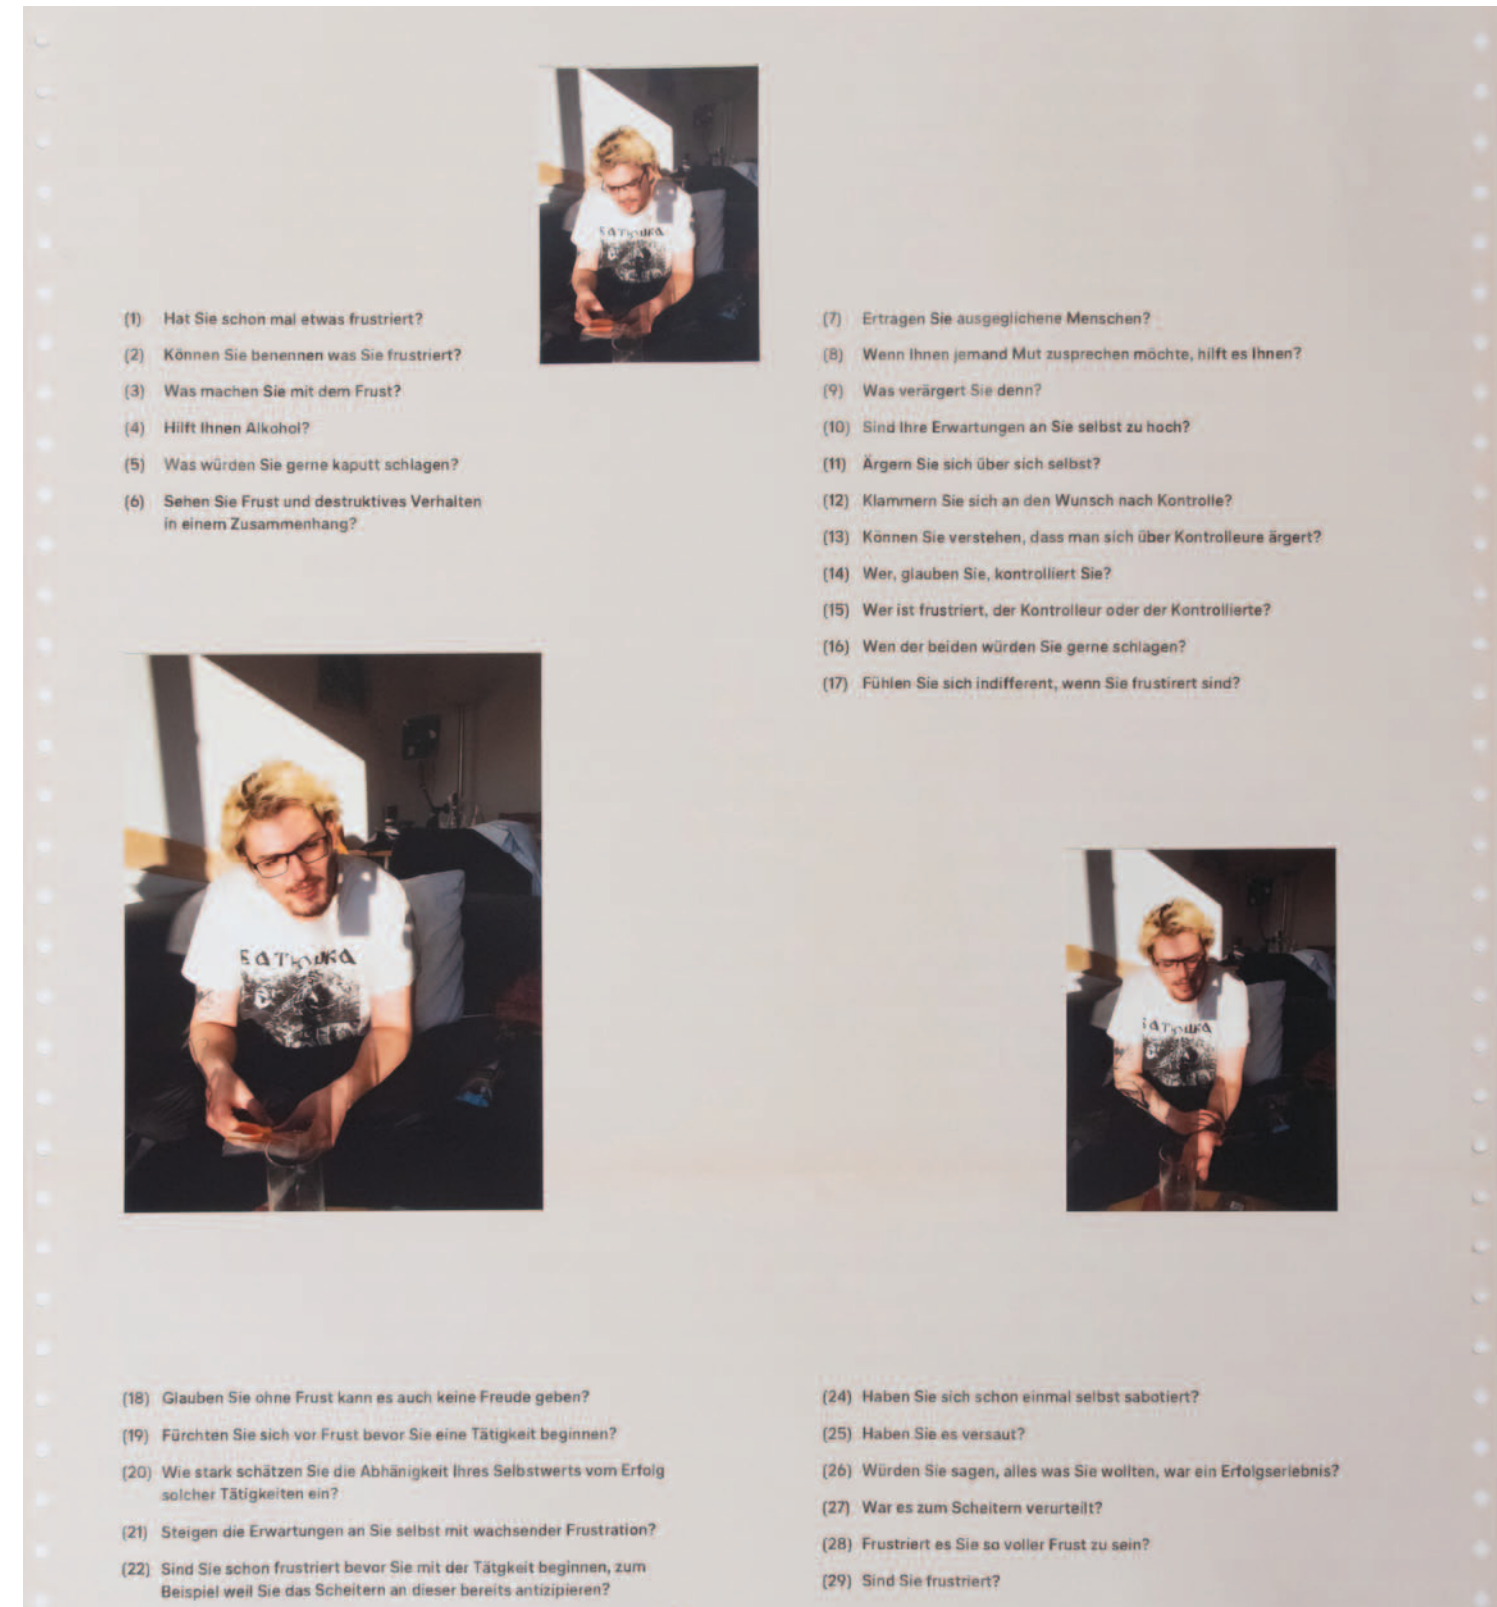 (1) Hat Sie schon mal etwas frustriert?
(2) Können Sie benennen was Sie frustriert?
(3) Was machen Sie mit dem Frust?
(4) Hilft Ihnen Alkohol?
(5) Was würden Sie gerne kaputt schlagen?
(6) Sehen Sie Frust und destruktives Verhalten
in einem Zusammenhang?
(7) Ertragen Sie ausgeglichene Menschen?
(8) Wenn Ihnen jemand Mut zusprechen möchte, hilft es Ihnen?
(9) Was verärgert Sie denn?
(10) Sind Ihre Erwartungen an Sie selbst zu hoch?
(11) Ärgern Sie sich über sich selbst?
(12) Klammern Sie sich an den Wunsch nach Kontrolle?
(13) Können Sie verstehen, dass man sich über Kontrolleure ärgert?
(14) Wer, glauben Sie, kontrolliert Sie?
(15) Wer ist frustriert, der Kontrolleur oder der Kontrollierte?
(16) Wen der beiden würden Sie gerne schlagen?
(17) Fühlen Sie sich indifferent, wenn Sie frustirert sind?
(18) Glauben Sie ohne Frust kann es auch keine Freude geben?
(19) Fürchten Sie sich vor Frust bevor Sie eine Tätigkeit beginnen?
(20) Wie stark schätzen Sie die Abhänigkeit Ihres Selbstwerts vom Erfolg
solcher Tätigkeiten ein?
(21) Steigen die Erwartungen an Sie selbst mit wachsender Frustration?
(22) Sind Sie schon frustriert bevor Sie mit der Tätgkeit beginnen, zum
Beispiel weil Sie das Scheitern an dieser bereits antizipieren?
(24) Haben Sie sich schon einmal selbst sabotiert?
(25) Haben Sie es versaut?
(26) Würden Sie sagen, alles was Sie wollten, war ein Erfolgserlebnis?
(27) War es zum Scheitern verurteilt?
(28) Frustriert es Sie so voller Frust zu sein?
(29) Sind Sie frustriert?